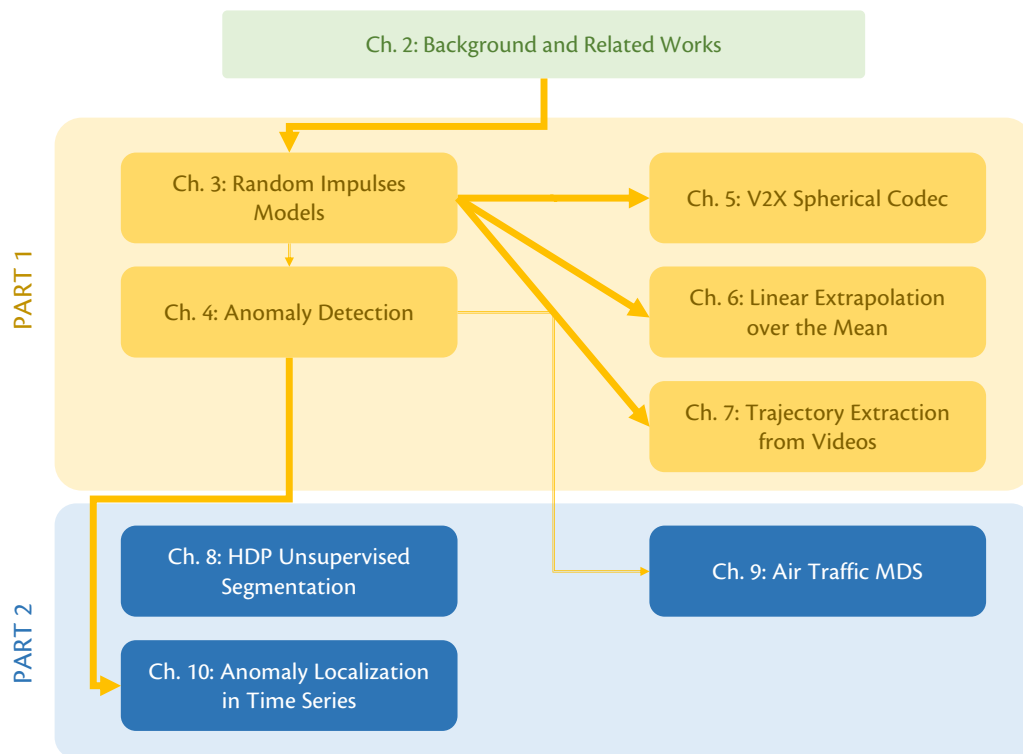 Ch. 2: Background and Related Works
PART 1
Ch. 3: Random Impulses
Models
Ch. 5: V2X Spherical Codec
Ch. 4: Anomaly Detection
Ch. 6: Linear Extrapolation
over the Mean
Ch. 7: Trajectory Extraction
from Videos
PART 2
Ch. 8: HDP Unsupervised
Segmentation
Ch. 9: Air Traffic MDS
Ch. 10: Anomaly Localization
in Time Series